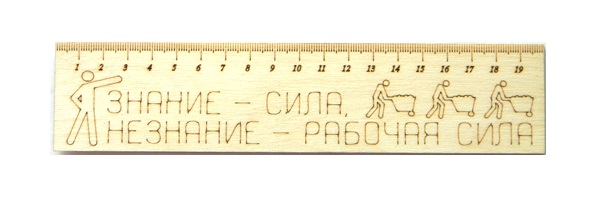 1 2 3 4 5 6 7 8 9 10 11 12 13 14 15 16 17 18 19
ЗНАНИЕ – СИЛА,
НЕЗНАНИЕ – РАБОЧАЯ СИЛА